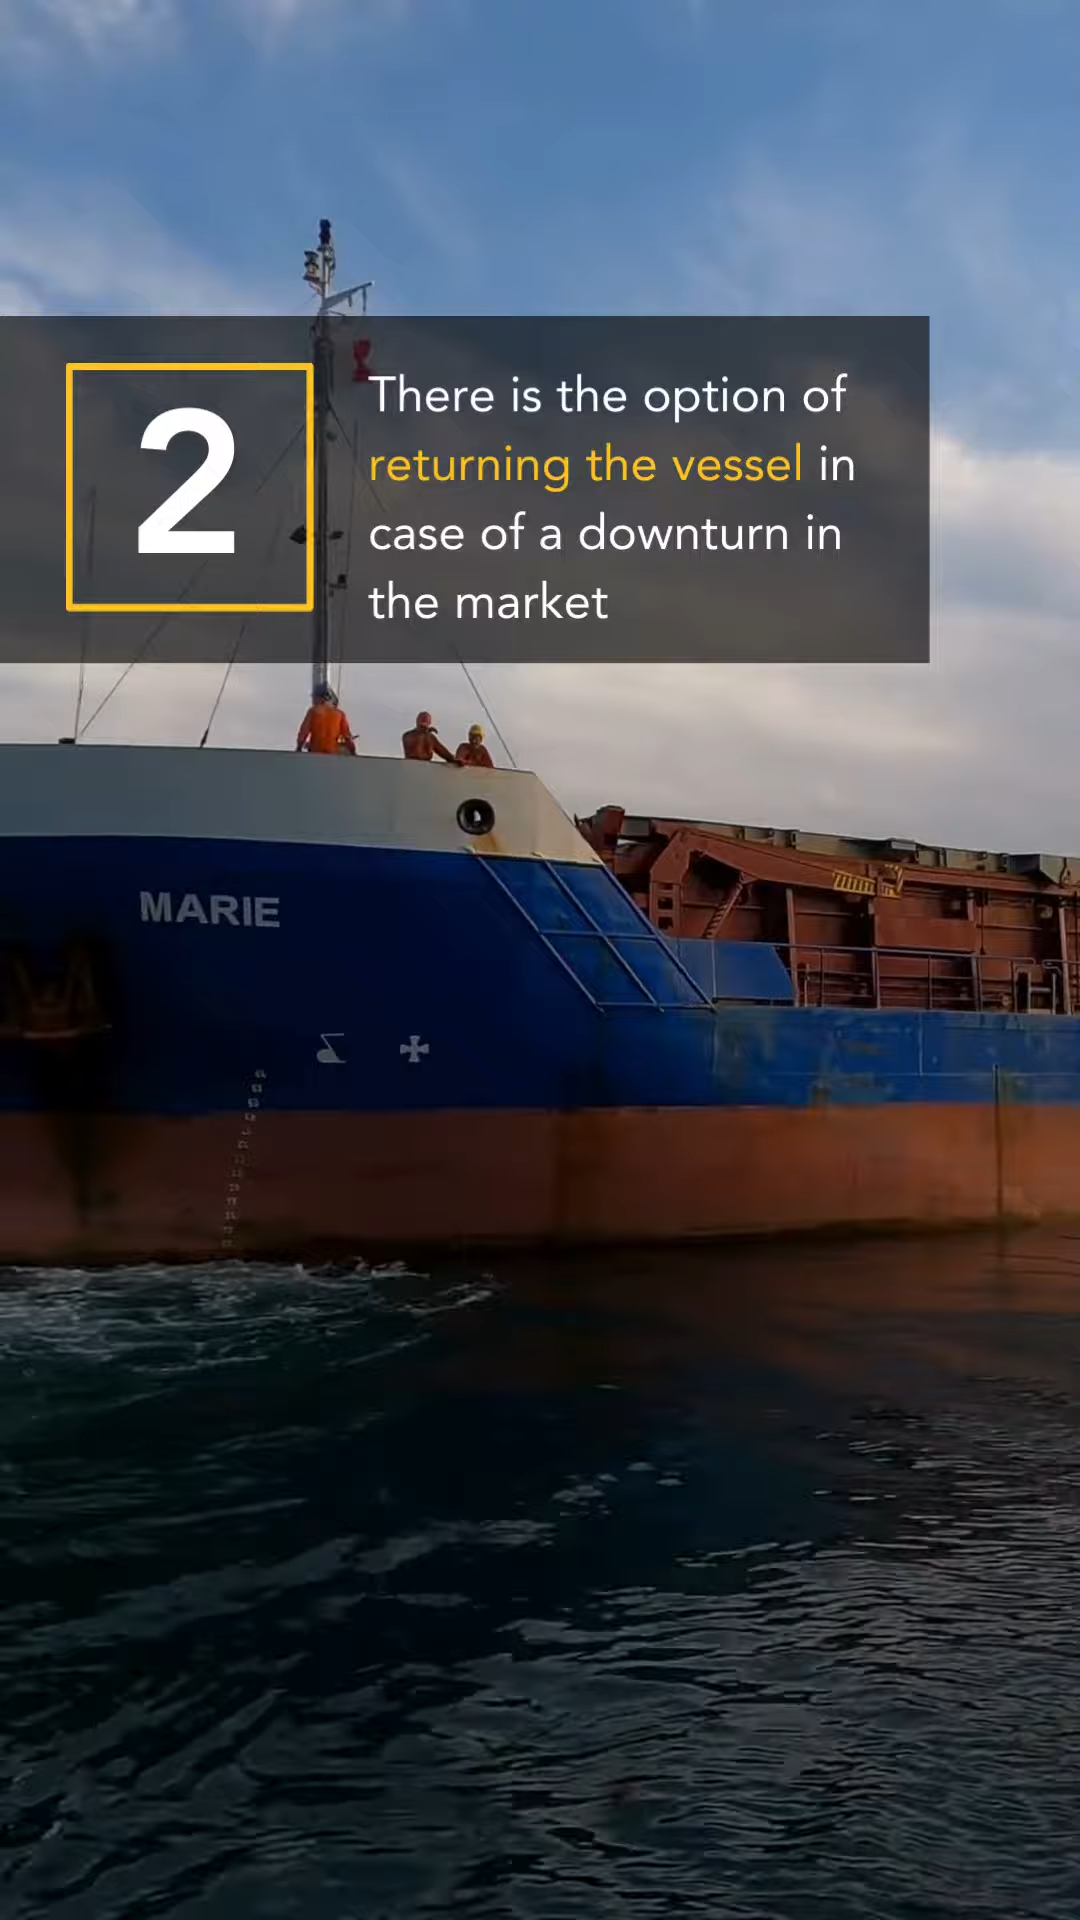 2
There is the option of
returning the vessel in
case of a downturn in
the market
MARIE